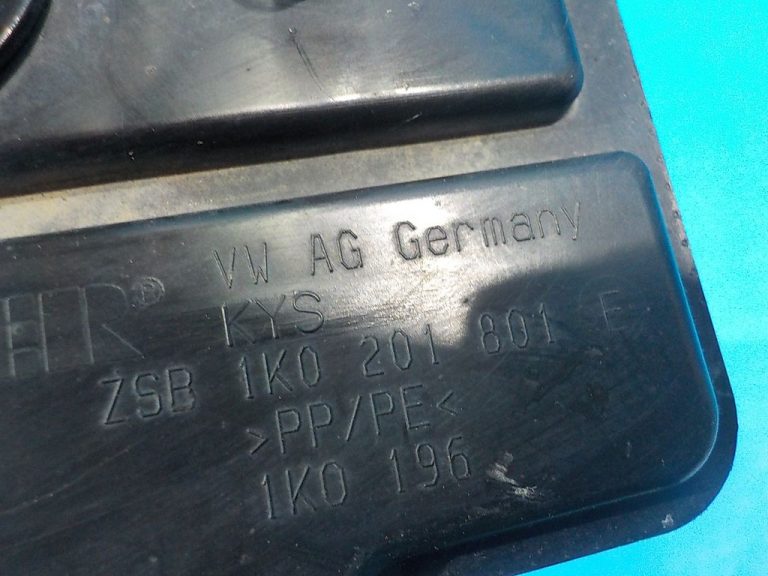 VW AG Germany
KYS
ZSB 1K0 201 801 E
>PP/PE<
1K0 196